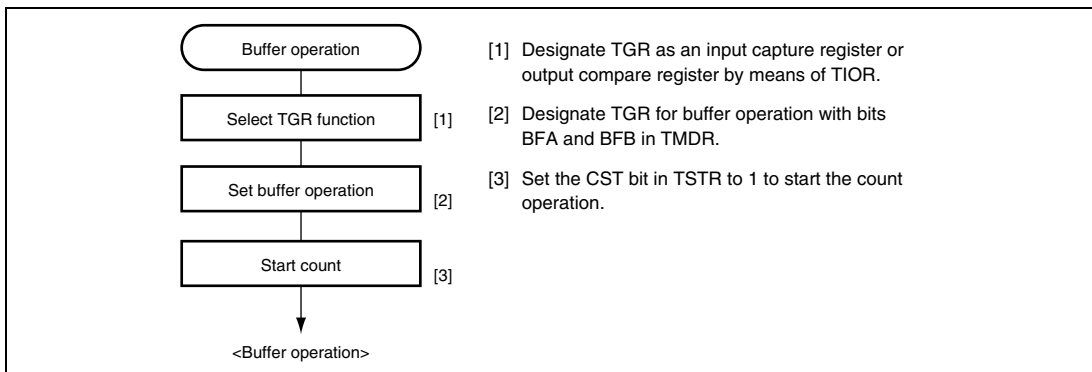 Buffer operation
Select TGR function
[1]
Set buffer operation
[2]
Start count
[3]
<Buffer operation>
[1] Designate TGR as an input capture register or
output compare register by means of TIOR.
[2] Designate TGR for buffer operation with bits
BFA and BFB in TMDR.
[3] Set the CST bit in TSTR to 1 to start the count
operation.